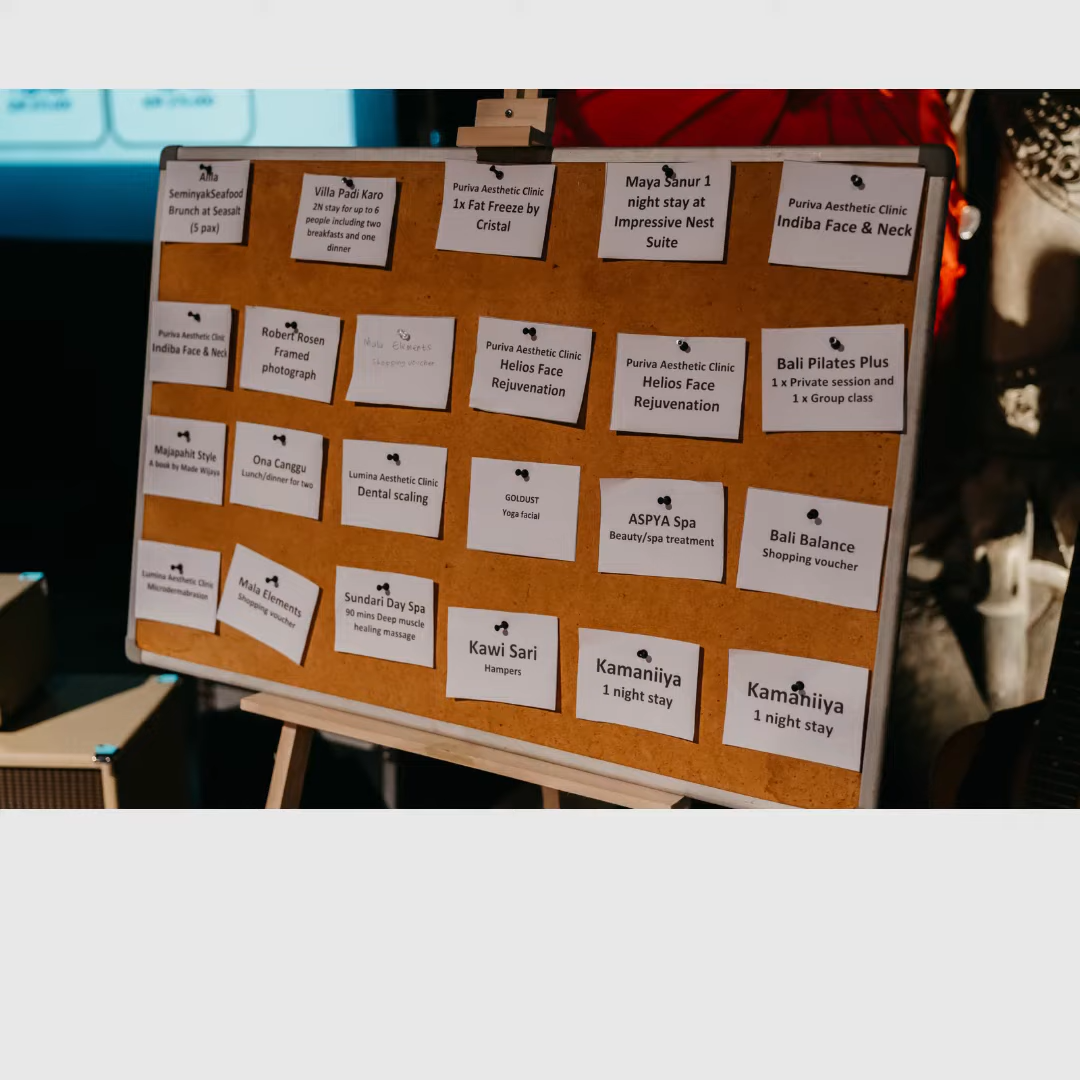 Alila
SeminyakSeafood
Brunch at Seasalt
(5 pax)
Villa Padi Karo
2N stay for up to 6
people including two
breakfasts and one
dinner
Puriva Aesthetic Clinic
1x Fat Freeze by
Cristal
Maya Sanur 1
night stay at
Impressive Nest
Suite
Puriva Aesthetic Clinic
Indiba Face & Neck
Puriva Aesthetic Clinic
Indiba Face & Neck
Robert Rosen
Framed
photograph
Mala Elements
Shopping voucher
Puriva Aesthetic Clinic
Helios Face
Rejuvenation
Puriva Aesthetic Clinic
Helios Face
Rejuvenation
Bali Pilates Plus
1 x Private session and
1 x Group class
Majapahit Style
A book by Made Wijaya
Ona Canggu
Lunch/dinner for two
Lumina Aesthetic Clinic
Dental scaling
GOLDUST
Yoga facial
ASPYA Spa
Beauty/spa treatment
Bali Balance
Shopping voucher
Lumina Aesthetic Clinic
Microdermabrasion
Mala Elements
Shopping voucher
Sundari Day Spa
90 mins Deep muscle
healing massage
Kawi Sari
Hampers
Kamaniiya
1 night stay
Kamaniiya
1 night stay